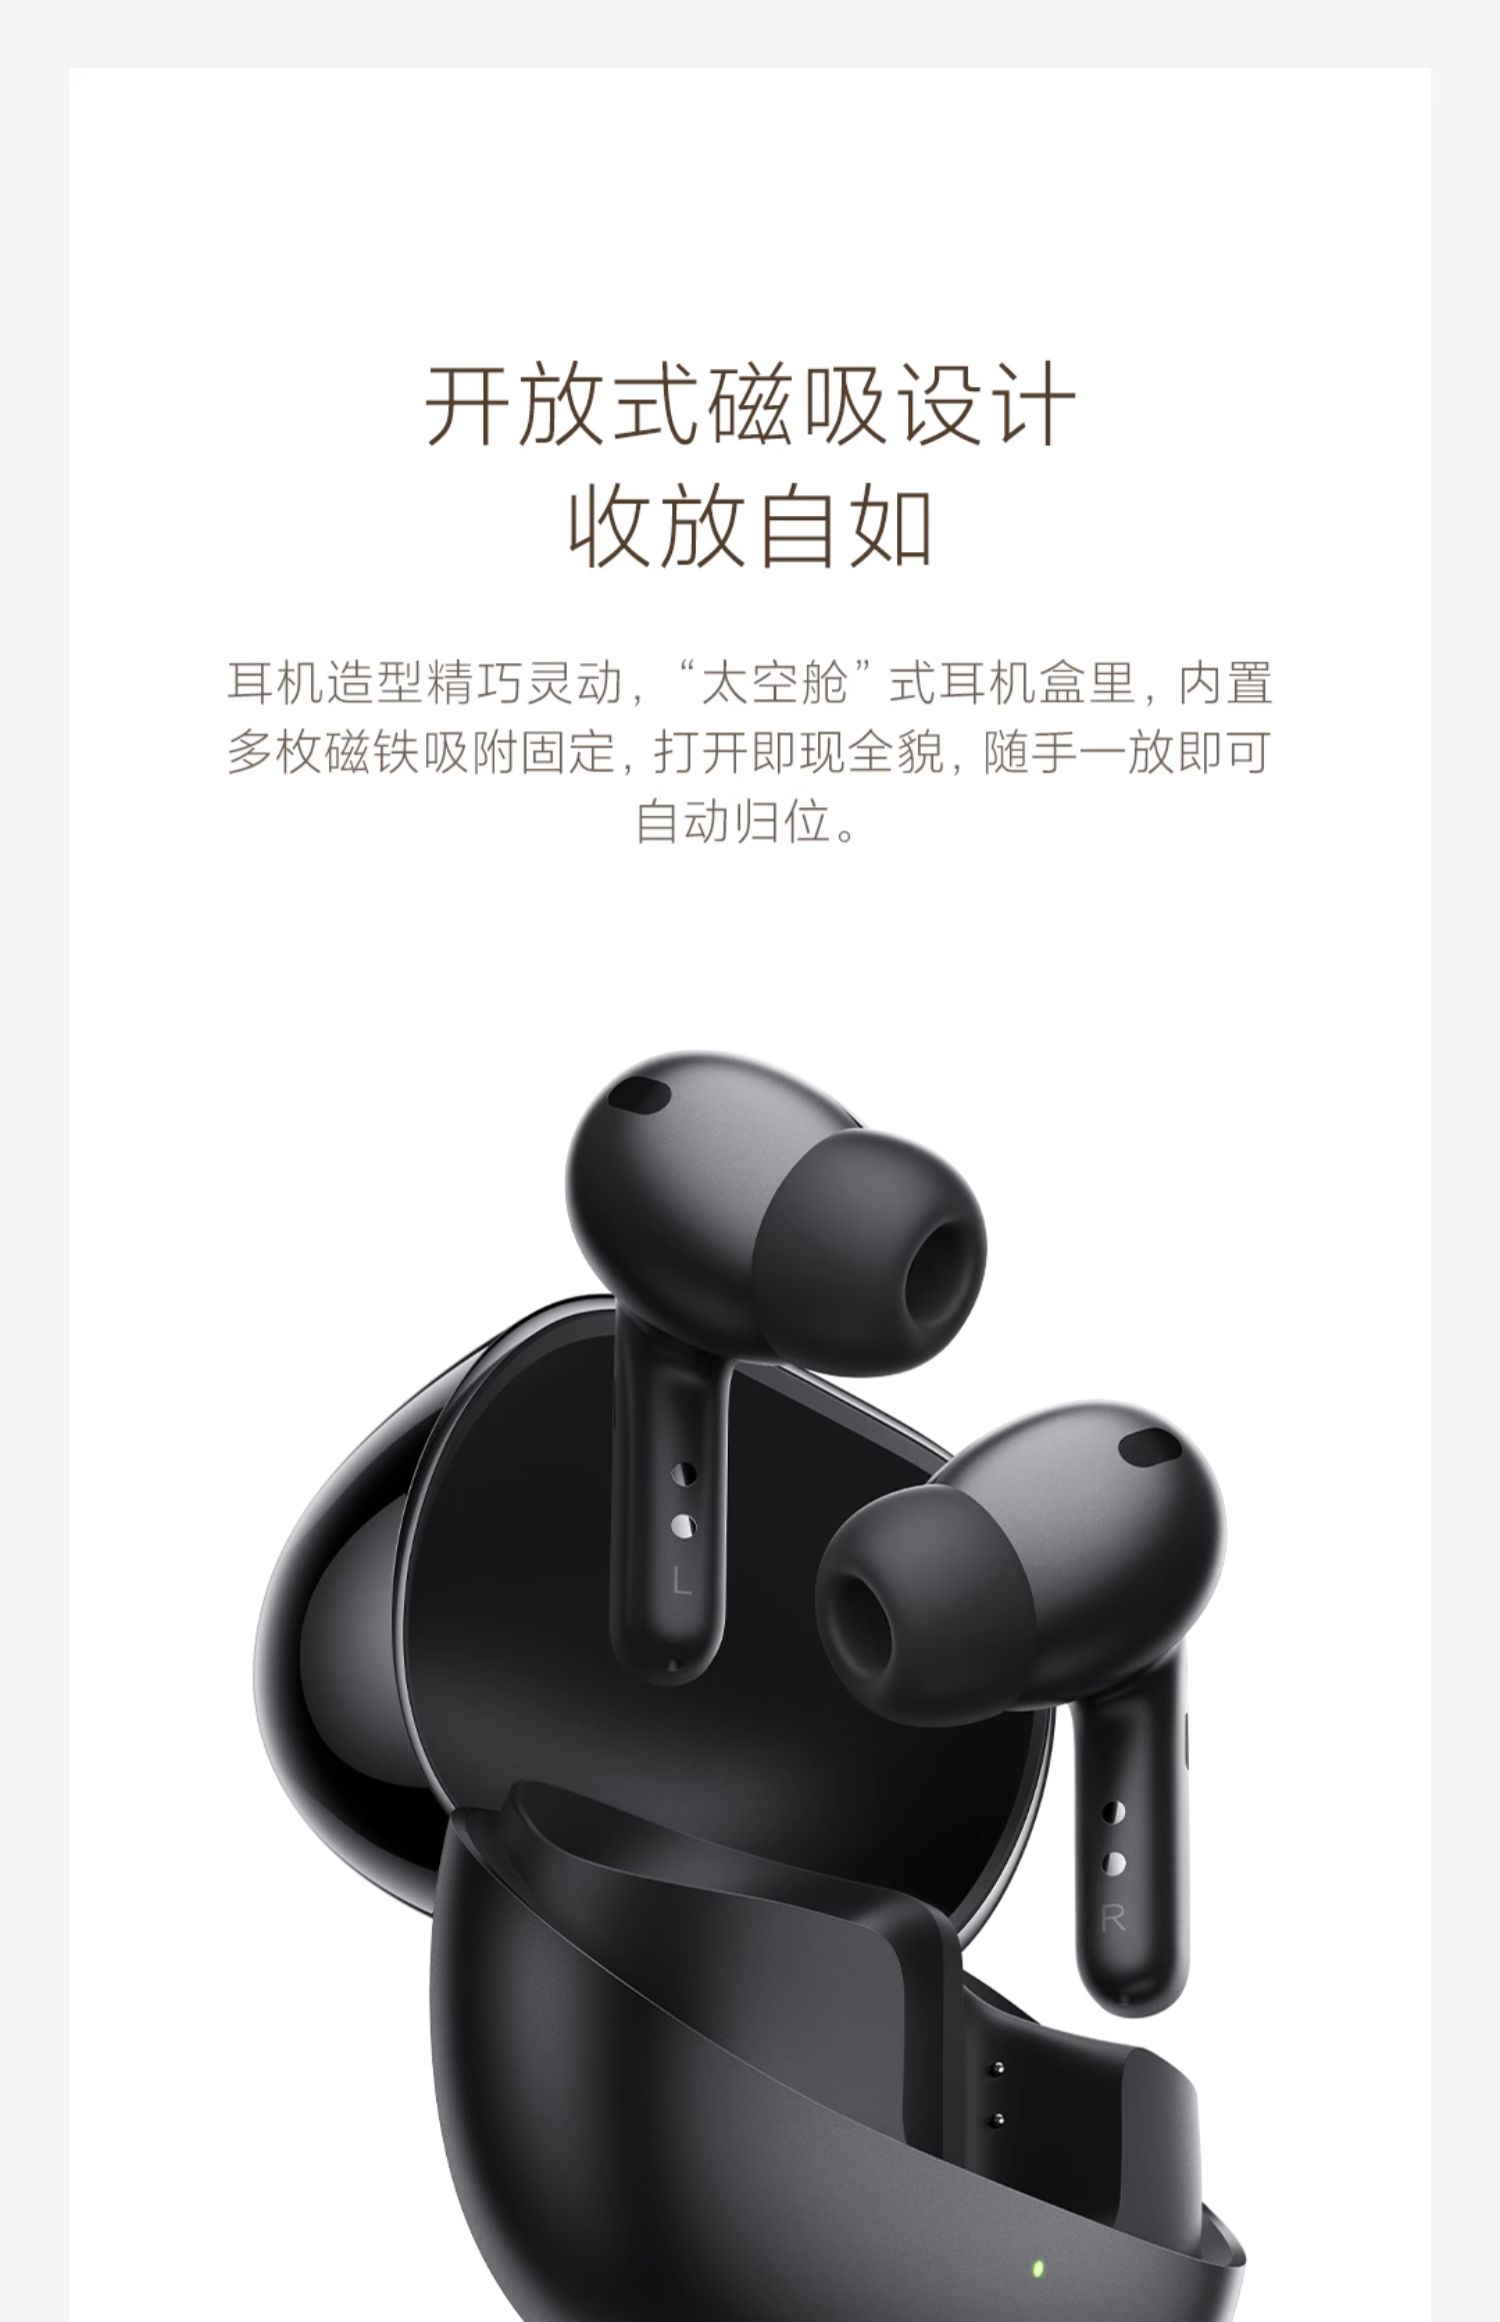 开放式磁吸设计
收放自如
耳机造型精巧灵动，“太空舱”式耳机盒里，内置
多枚磁铁吸附固定，打开即现全貌，随手一放即可
自动归位。
L
R